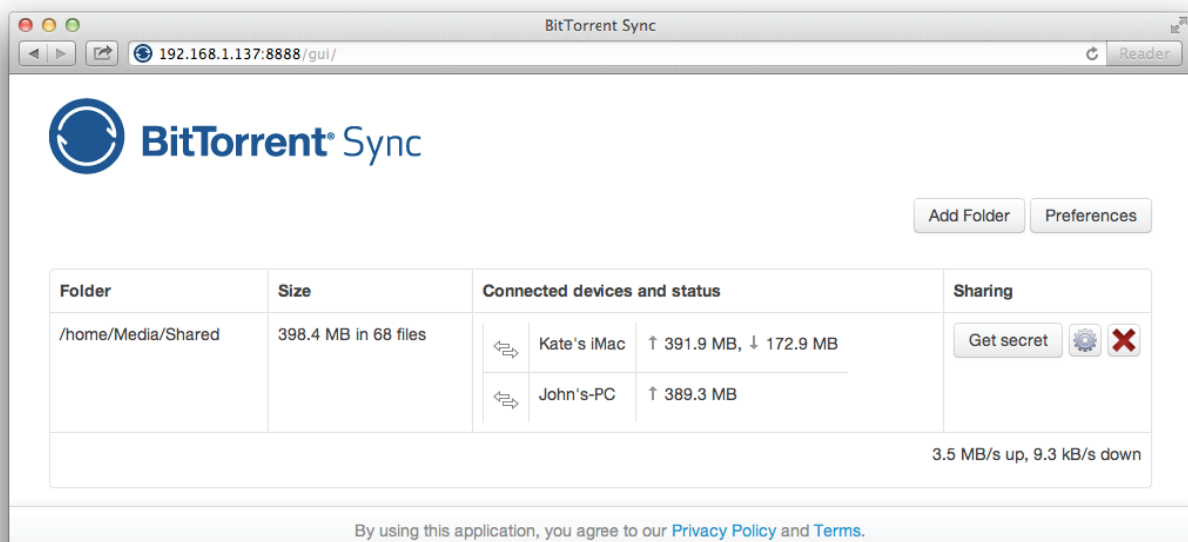 BitTorrent Sync
192.168.1.137:8888/gui/
Reader
BitTorrent® Sync
Add Folder Preferences
Folder Size Connected devices and status Sharing
/home/Media/Shared 398.4 MB in 68 files Kate's iMac ↑ 391.9 MB, ↓ 172.9 MB Get secret
John's-PC ↑ 389.3 MB
3.5 MB/s up, 9.3 kB/s down
By using this application, you agree to our Privacy Policy and Terms.